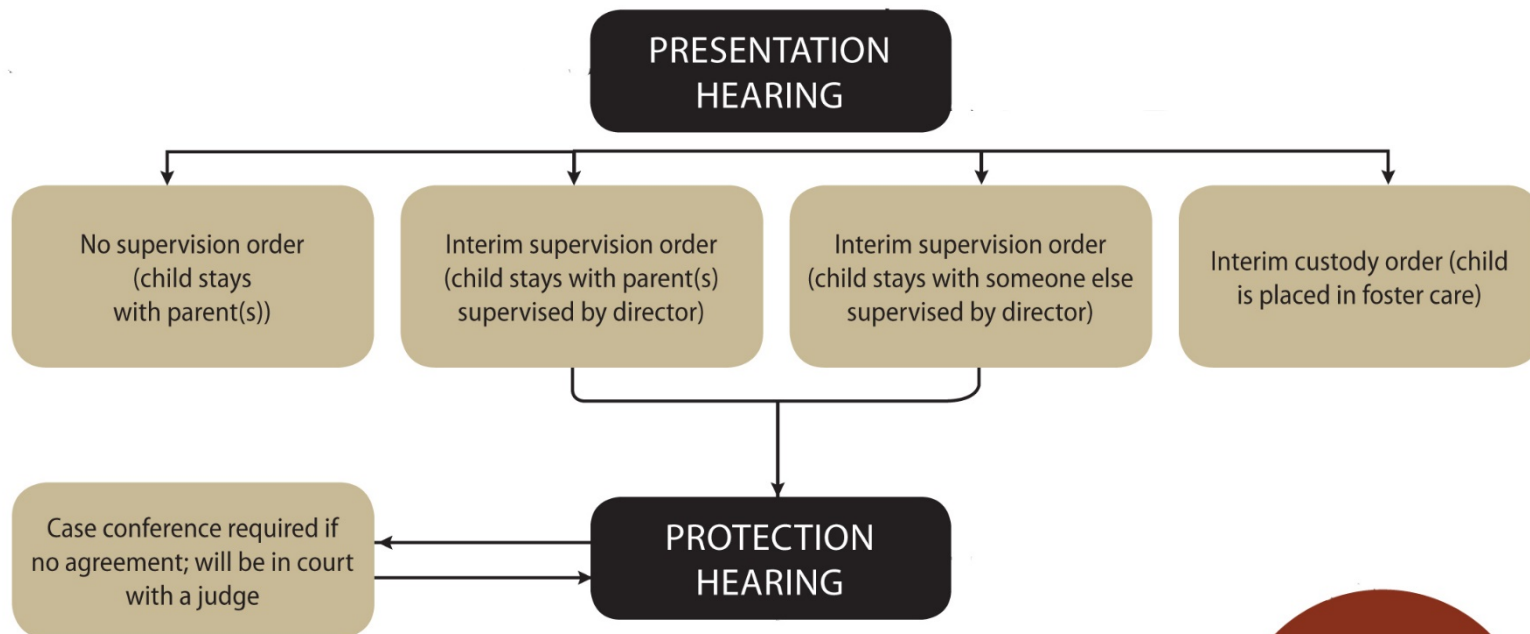 PRESENTATION
HEARING
No supervision order
(child stays
with parent(s))
Interim supervision order
(child stays with parent(s)
supervised by director)
Interim supervision order
(child stays with someone else
supervised by director)
Interim custody order (child
is placed in foster care)
Case conference required if
no agreement; will be in court
with a judge
PROTECTION
HEARING